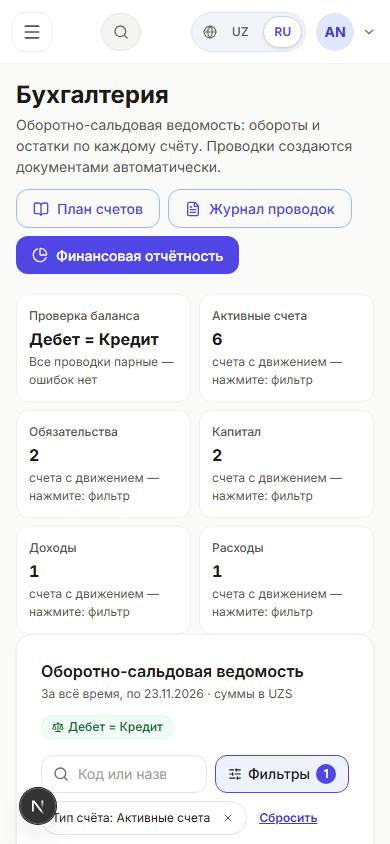 UZ
RU
AN
Бухгалтерия
Оборотно-сальдовая ведомость: обороты и
остатки по каждому счёту. Проводки создаются
документами автоматически.
План счетов
Журнал проводок
Финансовая отчётность
Проверка баланса
Дебет = Кредит
Все проводки парные —
ошибок нет
Активные счета
6
счета с движением —
нажмите: фильтр
Обязательства
2
счета с движением —
нажмите: фильтр
Капитал
2
счета с движением —
нажмите: фильтр
Доходы
1
счета с движением —
нажмите: фильтр
Расходы
1
счета с движением —
нажмите: фильтр
Оборотно-сальдовая ведомость
За всё время, по 23.11.2026 · суммы в UZS
Дебет = Кредит
Код или назв
Фильтры 1
N
Тип счёта: Активные счета ×
Сбросить